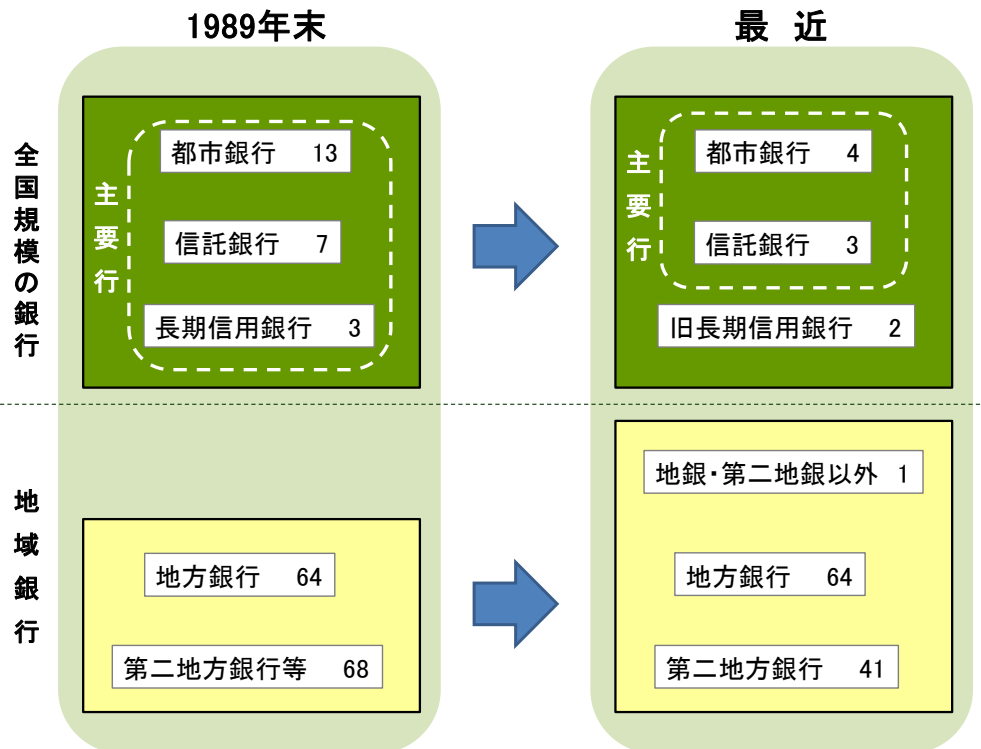 1989年末
最 近
全国規模の銀行
主要行
都市銀行 13
信託銀行 7
長期信用銀行 3
主要行
都市銀行 4
信託銀行 3
旧長期信用銀行 2
地域銀行
地方銀行 64
第二地方銀行等 68
地銀・第二地銀以外 1
地方銀行 64
第二地方銀行 41